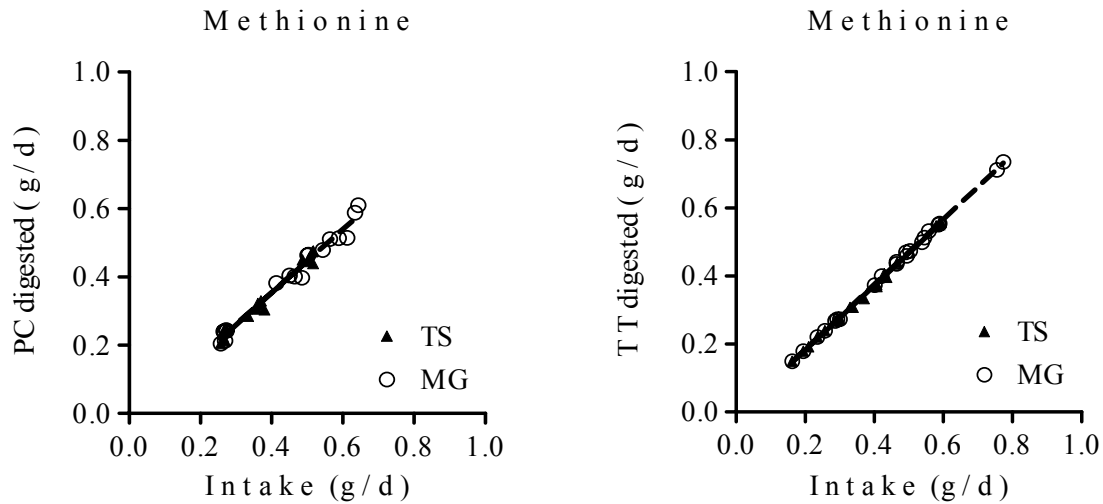 Methionine
PC digested (g/d)
1.0
0.8
0.6
0.4
0.2
0.0
TS
MG
0.0 0.2 0.4 0.6 0.8 1.0
Intake (g/d)
Methionine
TT digested (g/d)
1.0
0.8
0.6
0.4
0.2
0.0
TS
MG
0.0 0.2 0.4 0.6 0.8 1.0
Intake (g/d)